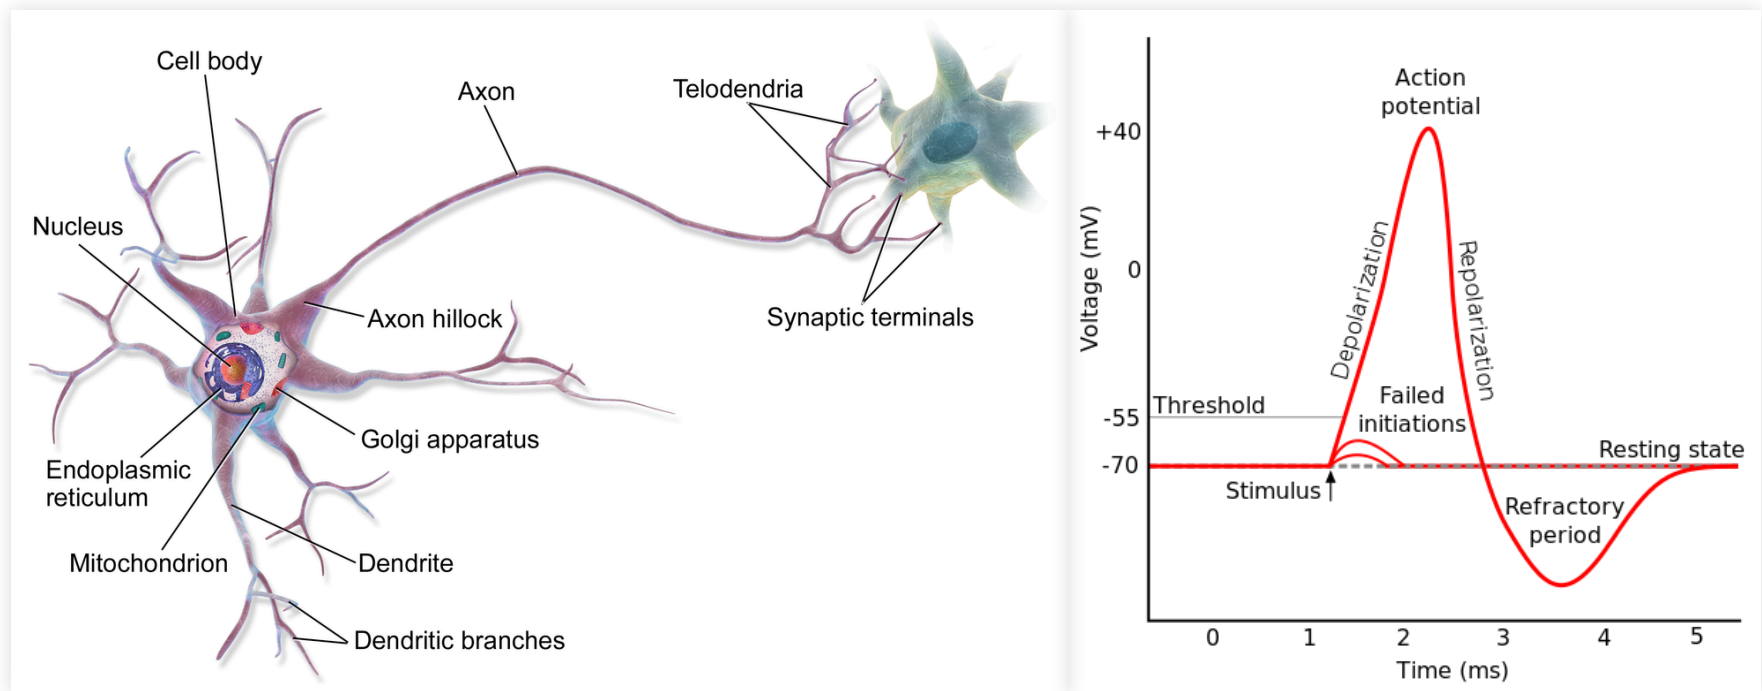 Cell body
Axon
Telodendria
Nucleus
Axon hillock
Synaptic terminals
Golgi apparatus
Endoplasmic
reticulum
Mitochondrion
Dendrite
Dendritic branches
Action
potential
+40
Voltage (mV)
0
Depolarization
Repolarization
Threshold
-55
Failed
initiations
-70
Resting state
Stimulus
Refractory
period
0 1 2 3 4 5
Time (ms)